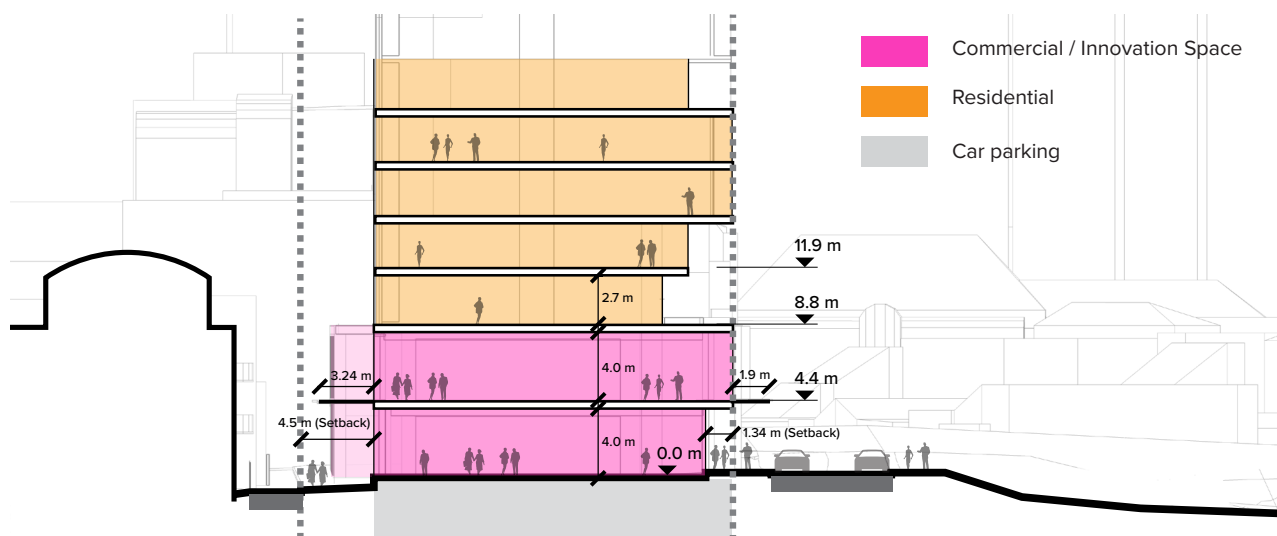 Commercial / Innovation Space
Residential
Car parking
11.9 m
2.7 m
8.8 m
3.24 m
4.0 m
1.9 m
4.4 m
4.5 m (Setback)
4.0 m
0.0 m
1.34 m (Setback)